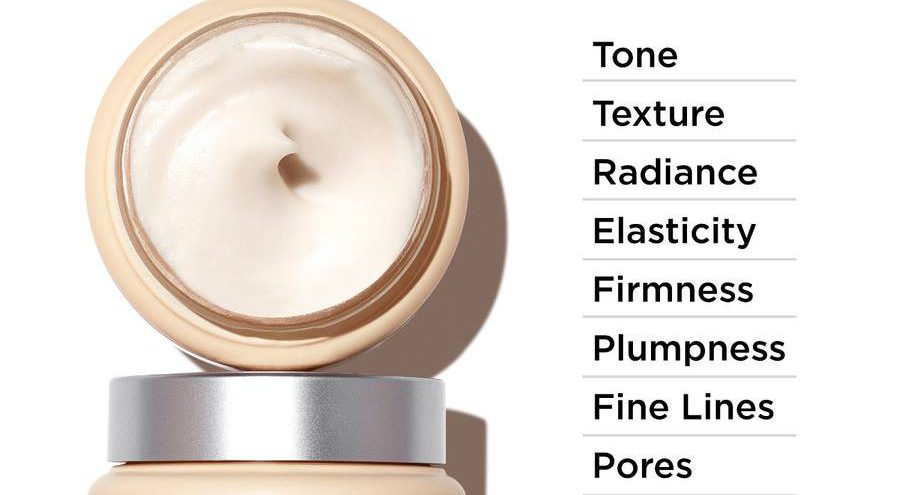 Tone
Texture
Radiance
Elasticity
Firmness
Plumpness
Fine Lines
Pores